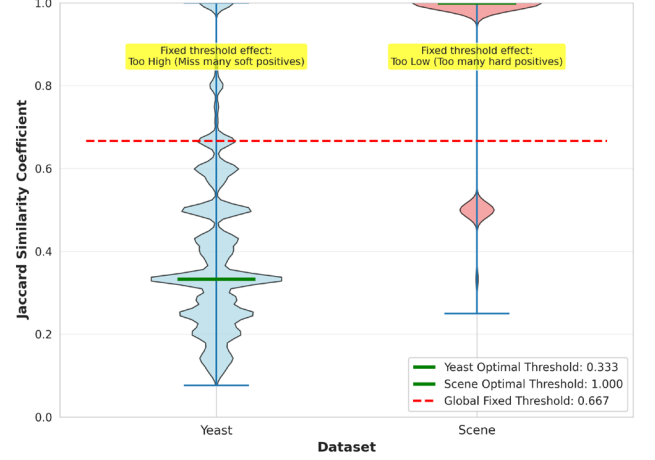 1.0
0.8
0.6
0.4
0.2
0.0
Jaccard Similarity Coefficient
Fixed threshold effect:
Too High (Miss many soft positives)
Fixed threshold effect:
Too Low (Too many hard positives)
Yeast Optimal Threshold: 0.333
Scene Optimal Threshold: 1.000
Global Fixed Threshold: 0.667
Yeast
Scene
Dataset